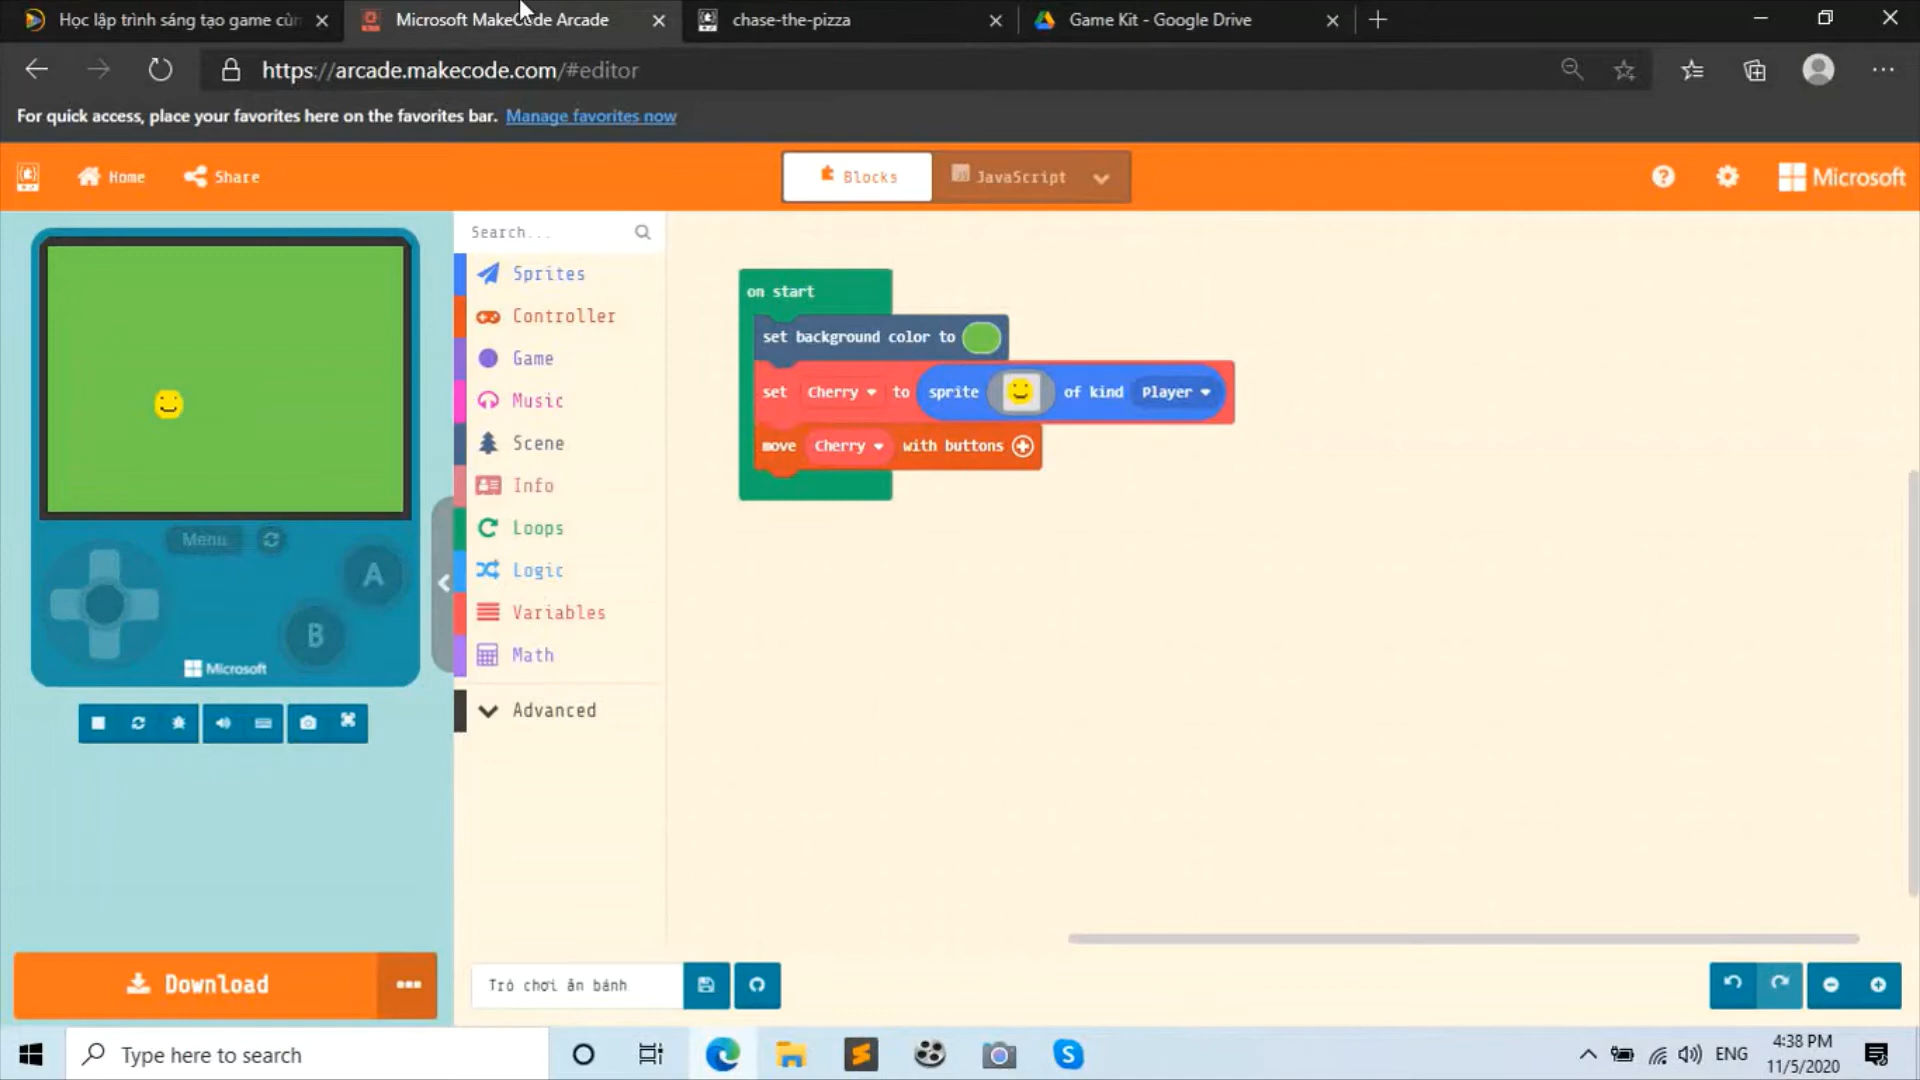 Học lập trình sáng tạo game cùn
Microsoft MakeCode Arcade
chase-the-pizza
Game Kit - Google Drive
https://arcade.makecode.com/#editor
For quick access, place your favorites here on the favorites bar. Manage favorites now
Home
Share
Blocks
JavaScript
Microsoft
Search...
Sprites
Controller
Game
Music
Scene
Info
Loops
Logic
Variables
Math
Advanced
on start
set background color to
set Cherry to sprite of kind Player
move Cherry with buttons
Menu
A
B
Microsoft
Download
Trò chơi ăn bánh
Type here to search
ENG
4:38 PM
11/5/2020